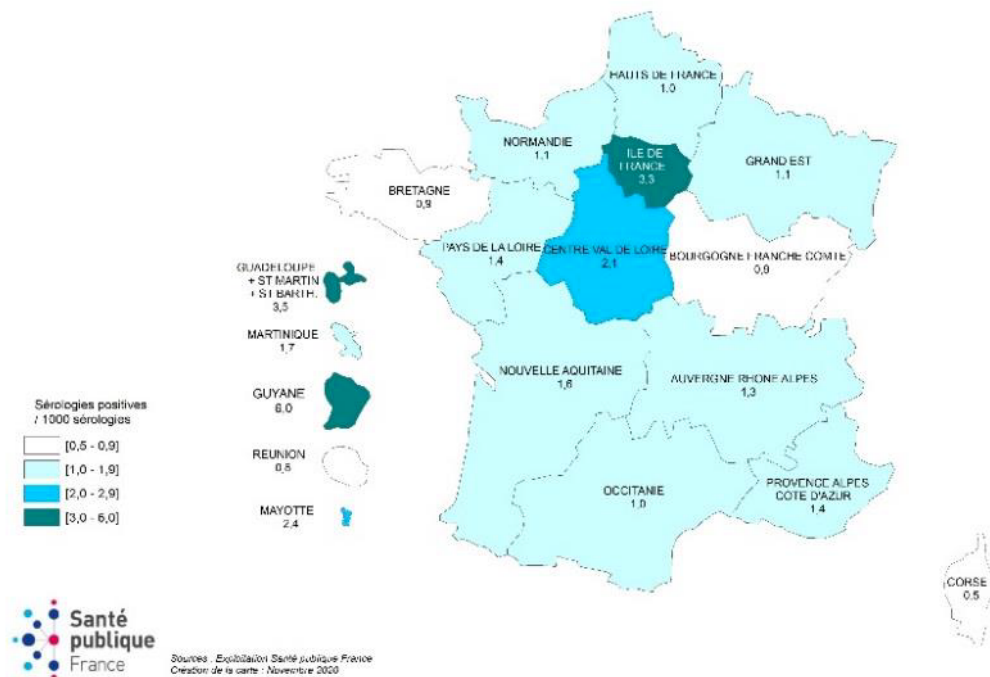 HAUTS DE FRANCE
1,0
NORMANDIE
1,1
ILE DE
FRANCE
3,3
GRAND EST
1,1
BRETAGNE
0,9
PAYS DE LA LOIRE
1,4
CENTRE VAL DE LOIRE
2,1
BOURGOGNE FRANCHE COMTE
0,9
GUADELOUPE
+ ST MARTIN
+ ST BARTH.
3,5
MARTINIQUE
1,7
NOUVELLE AQUITAINE
1,6
AUVERGNE RHONE ALPES
1,3
GUYANE
6,0
Sérologies positives
/ 1000 sérologies
[0,5 - 0,9]
[1,0 - 1,9]
[2,0 - 2,9]
[3,0 - 6,0]
REUNION
MAYOTTE
2,4
OCCITANIE
1,0
PROVENCE ALPES
COTE D'AZUR
1,4
CORSE
0,5
Santé
publique
France
Sources : Exploitation Santé publique France
Création de la carte : Novembre 2020